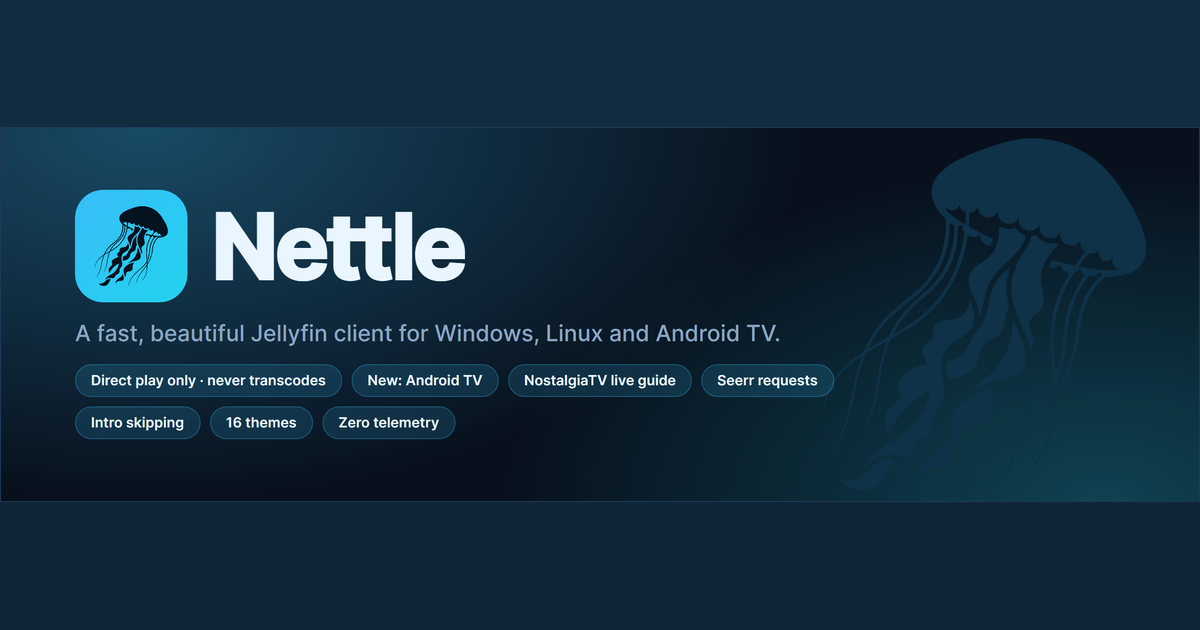 Nettle
A fast, beautiful Jellyfin client for Windows, Linux and Android TV.
Direct play only · never transcodes New: Android TV NostalgiaTV live guide Seerr requests
Intro skipping 16 themes Zero telemetry